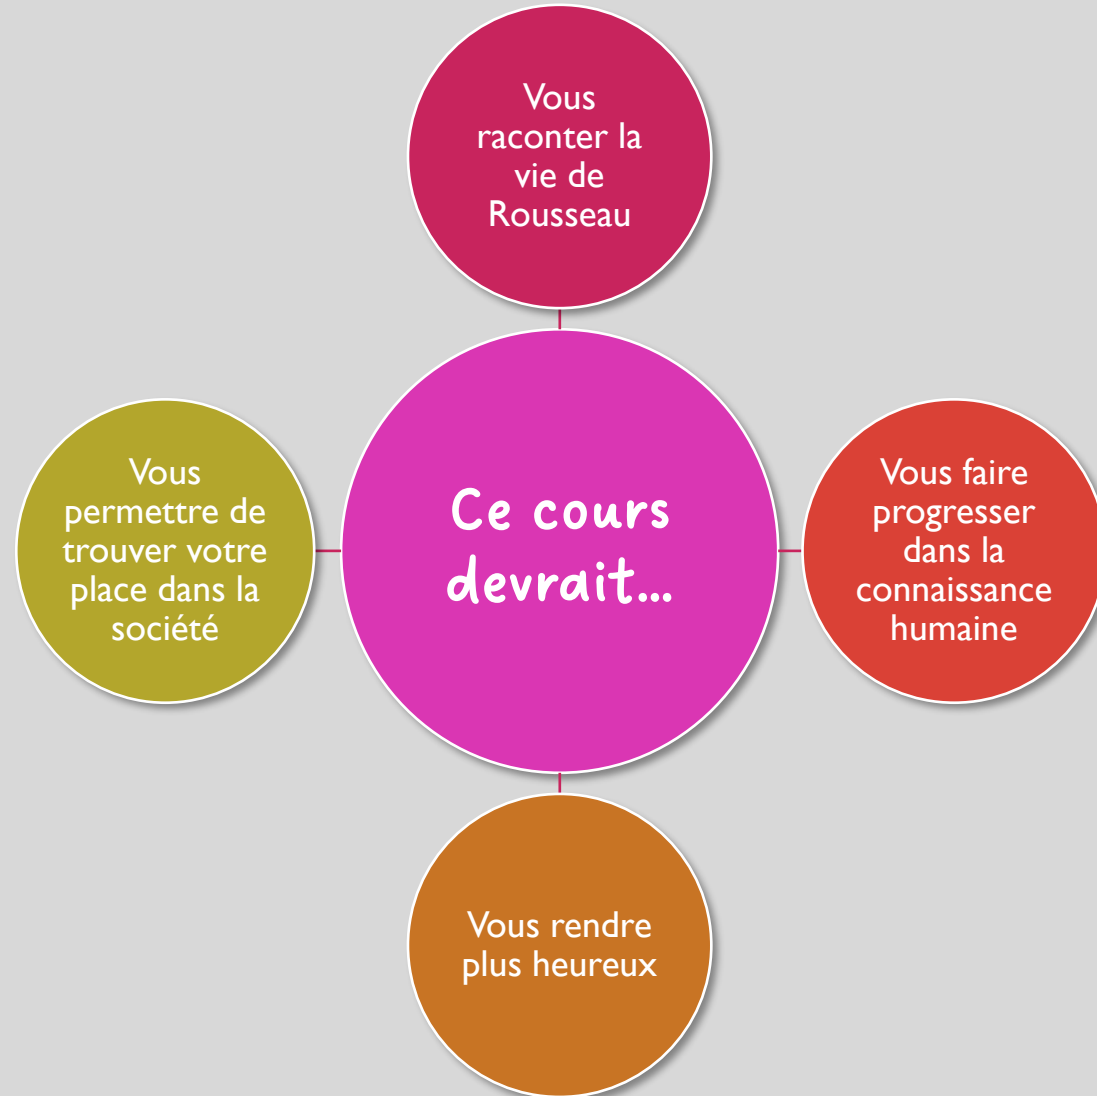 Vous
raconter la
vie de
Rousseau
Vous
permettre de
trouver votre
place dans la
société
Ce cours
devrait...
Vous faire
progresser
dans la
connaissance
humaine
Vous rendre
plus heureux